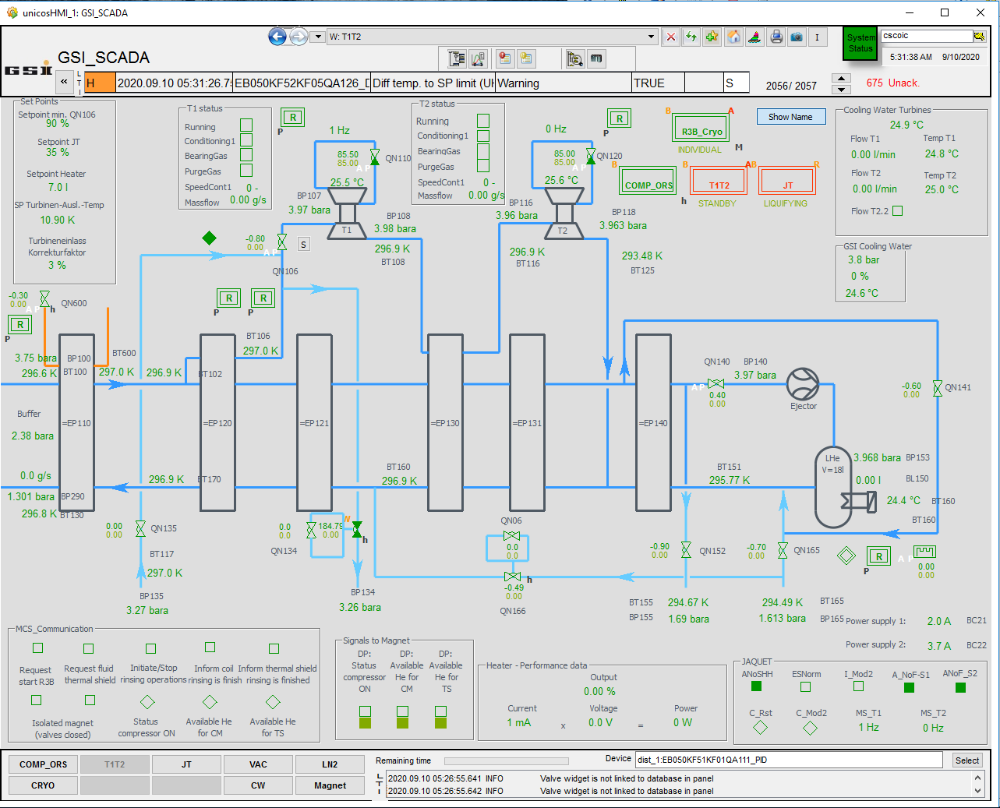 unicosHMI_1: GSI_SCADA
W: T1T2
GSI_SCADA
System
Status
cscoic
5:31:38 AM 9/10/2020
GSI
«
L
T
I
H 2020.09.10 05:31:26.7 EB050KF52KF05QA126_D Diff temp. to SP limit (UH Warning TRUE S
2056/ 2057
675 Unack.
Set Points
Setpoint min. QN106
90 %
Setpoint JT
35 %
Setpoint Heater
7.0 l
SP Turbinen-Ausl.-Temp
10.90 K
Turbineneinlass
Korrekturfaktor
3 %
T1 status
Running
Conditioning1
BearingGas
PurgeGas
SpeedCont1 0 -
Massflow 0.00 g/s
R
P
1 Hz
85.50
85.00
A P
QN110
25.5 °C
BP107
3.97 bara
T1
BP108
3.98 bara
296.9 K
BT108
T2 status
Running
Conditioning1
BearingGas
PurgeGas
SpeedCont1 0 -
Massflow 0.00 g/s
R
P
0 Hz
85.00
85.00
A P
QN120
25.6 °C
BP116
3.96 bara
T2
296.9 K
BT116
BP118
3.963 bara
293.48 K
BT125
B A
R3B_Cryo
INDIVIDUAL M
B
COMP_ORS
h
B A
T1T2
STANDBY
B R
JT
LIQUIFYING
Show Name
Cooling Water Turbines
24.9 °C
Flow T1 Temp T1
0.00 l/min 24.8 °C
Flow T2 Temp T2
0.00 l/min 25.0 °C
Flow T2.2
GSI Cooling Water
3.8 bar
0 %
24.6 °C
-0.80
0.00
A P
S
QN106
-0.30
0.00
A P h
QN600
R
P
R
P
R
P
BT106
297.0 K
3.75 bara
BP100
296.6 K
BT100
BT600
297.0 K
296.9 K
BT102
Buffer
2.38 bara
0.0 g/s
1.301 bara
BP290
296.8 K
BT130
=EP110
=EP120
=EP121
=EP130
=EP131
=EP140
296.9 K
BT170
BT160
296.9 K
QN140
A P
0.40
0.00
BP140
3.97 bara
Ejector
-0.60
0.00
QN141
LHe
V=18l
3.968 bara BP153
0.00 l BL150
24.4 °C BT160
BT160
BT151
295.77 K
0.00
0.00
QN135
BT117
297.0 K
BP135
3.27 bara
0.0
0.0
QN134
184.79
0.00
W
h
BP134
3.26 bara
QN06
0.0
0.0
h
-0.49
0.00
QN166
-0.90
0.00
QN152
-0.70
0.00
QN165
R
P
A P
0.00
0.00
BT155 294.67 K
BP155 1.69 bara
294.49 K BT165
1.613 bara BP165
Power supply 1: 2.0 A BC21
Power supply 2: 3.7 A BC22
MCS_Communication
Request
start R3B
Request fluid
thermal shield
Initiate/Stop
rinsing operations
Inform coil
rinsing is finish
Inform thermal shield
rinsing is finished
Isolated magnet
(valves closed)
Status
compressor ON
Available He
for CM
Available He
for TS
Signals to Magnet
DP:
Status
compressor
ON
DP:
Available
He for
CM
DP:
Available
He for
TS
Heater - Performance data
Output
0.00 %
Current Voltage Power
1 mA x 0.0 V = 0 W
JAQUET
ANoSHH ESNorm I_Mod2 A_NoF-S1 ANoF_S2
C_Rst C_Mod2 MS_T1 MS_T2
1 Hz 0 Hz
COMP_ORS T1T2 JT VAC LN2
CRYO CW Magnet
Remaining time
Device dist_1:EB050KF51KF01QA111_PID Select
L
T
I
2020.09.10 05:26:55.641 INFO Valve widget is not linked to database in panel
2020.09.10 05:26:55.642 INFO Valve widget is not linked to database in panel